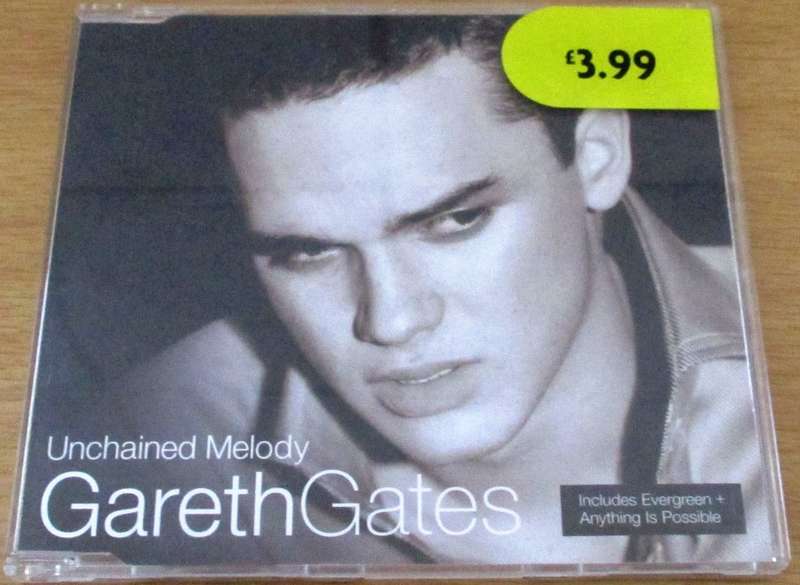 £3.99
Unchained Melody
GarethGates
Includes Evergreen +
Anything Is Possible